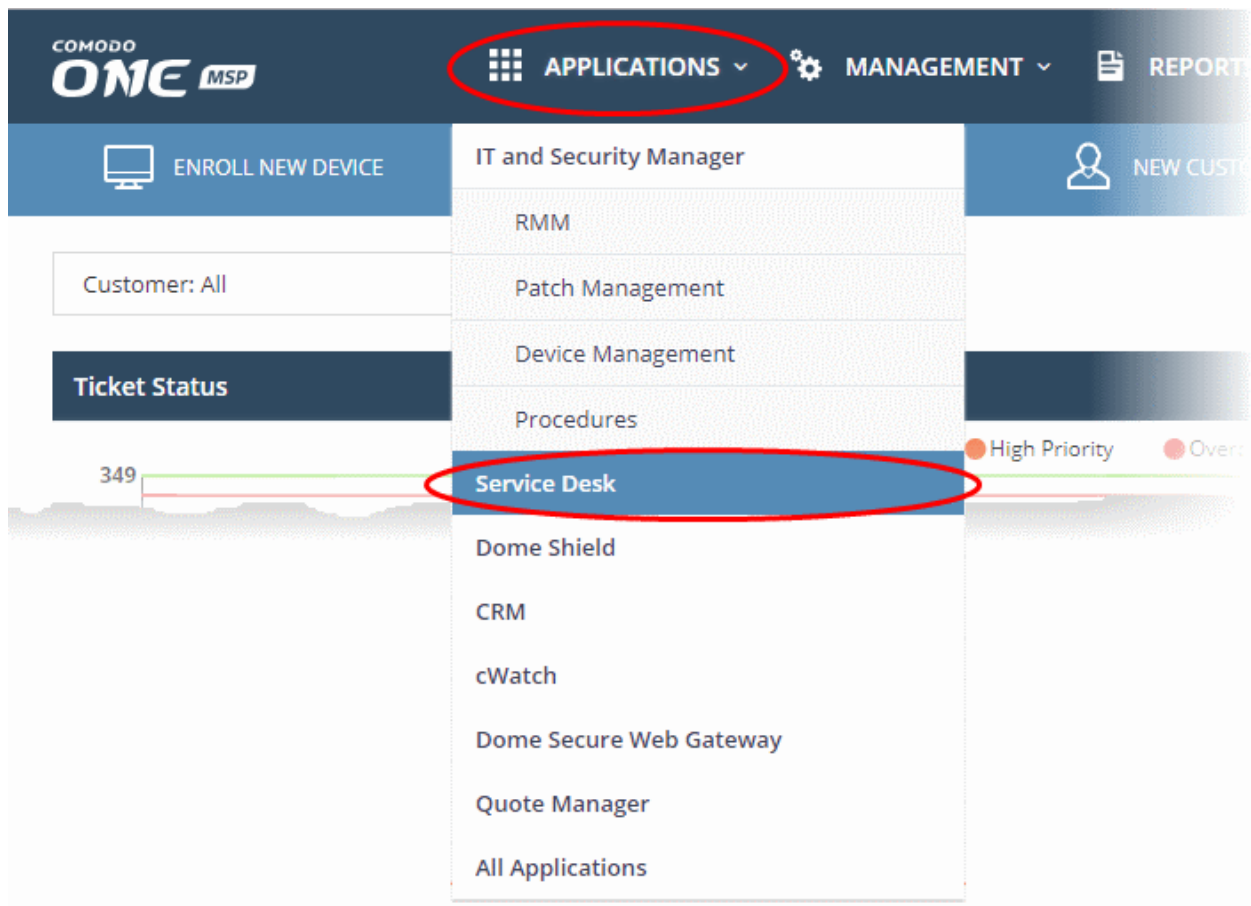 COMODO
ONE MSP
APPLICATIONS
MANAGEMENT
REPORTS
ENROLL NEW DEVICE
NEW
Customer: All
Ticket Status
349
High Priority
IT and Security Manager
RMM
Patch Management
Device Management
Procedures
Service Desk
Dome Shield
CRM
cWatch
Dome Secure Web Gateway
Quote Manager
All Applications